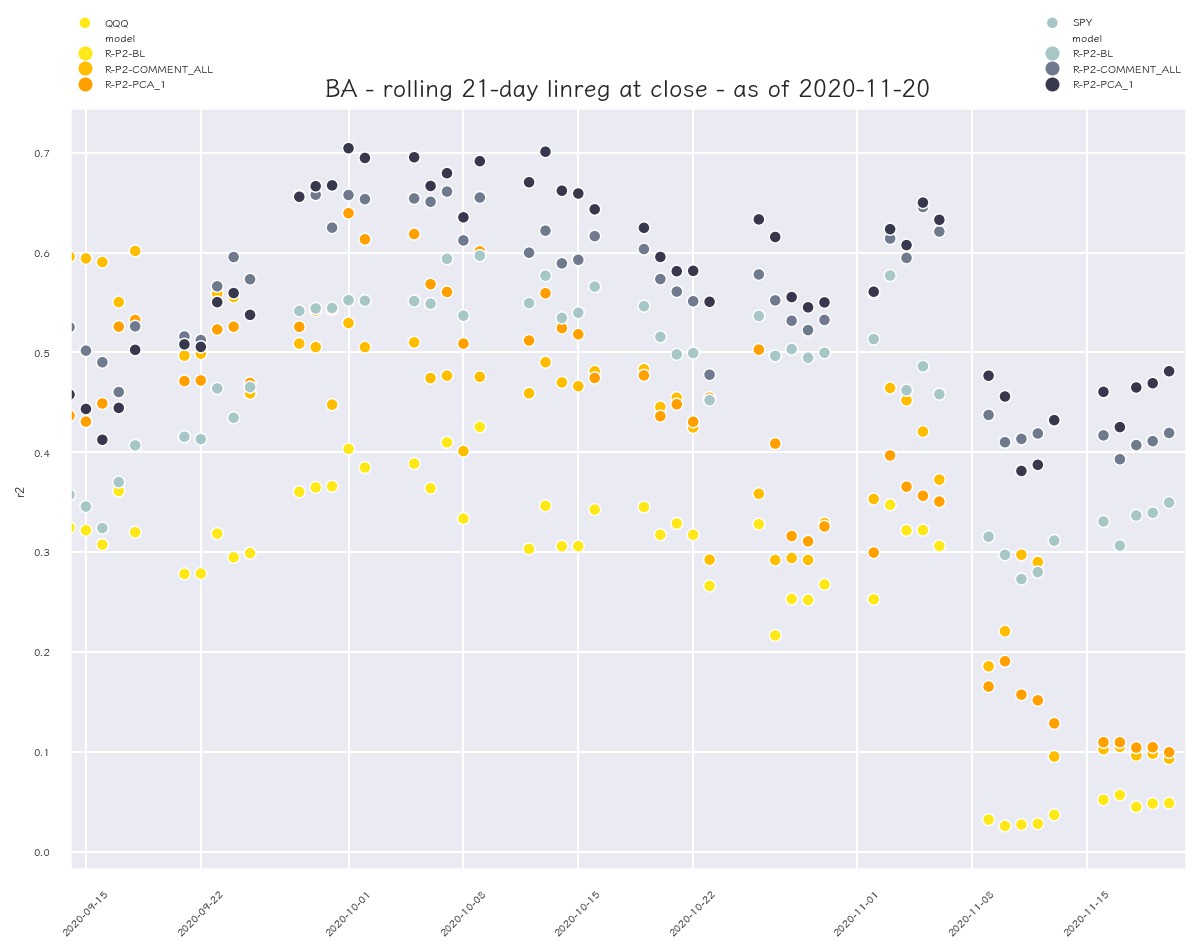 QQQ
model
R-P2-BL
R-P2-COMMENT_ALL
R-P2-PCA_1
SPY
model
R-P2-BL
R-P2-COMMENT_ALL
R-P2-PCA_1
BA - rolling 21-day linreg at close - as of 2020-11-20
0.7
0.6
0.5
0.4
0.3
0.2
0.1
0.0
r2
2020-09-15
2020-09-22
2020-10-01
2020-10-08
2020-10-15
2020-10-22
2020-11-01
2020-11-08
2020-11-15